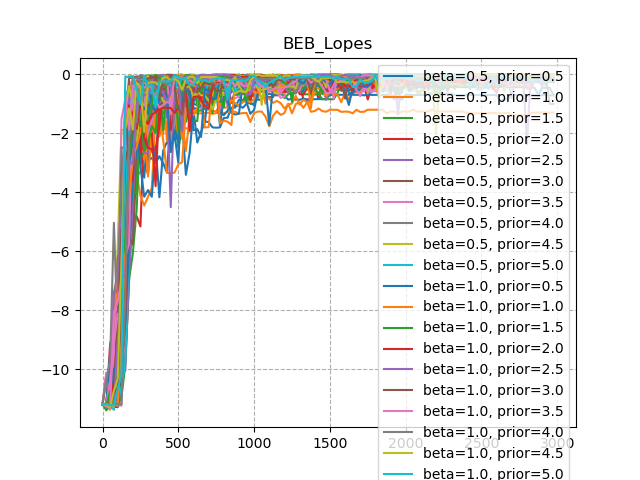 BEB_Lopes
0
−2
−4
−6
−8
−10
0
500
1000
1500
2000
2500
3000
beta=0.5, prior=0.5
beta=0.5, prior=1.0
beta=0.5, prior=1.5
beta=0.5, prior=2.0
beta=0.5, prior=2.5
beta=0.5, prior=3.0
beta=0.5, prior=3.5
beta=0.5, prior=4.0
beta=0.5, prior=4.5
beta=0.5, prior=5.0
beta=1.0, prior=0.5
beta=1.0, prior=1.0
beta=1.0, prior=1.5
beta=1.0, prior=2.0
beta=1.0, prior=2.5
beta=1.0, prior=3.0
beta=1.0, prior=3.5
beta=1.0, prior=4.0
beta=1.0, prior=4.5
beta=1.0, prior=5.0